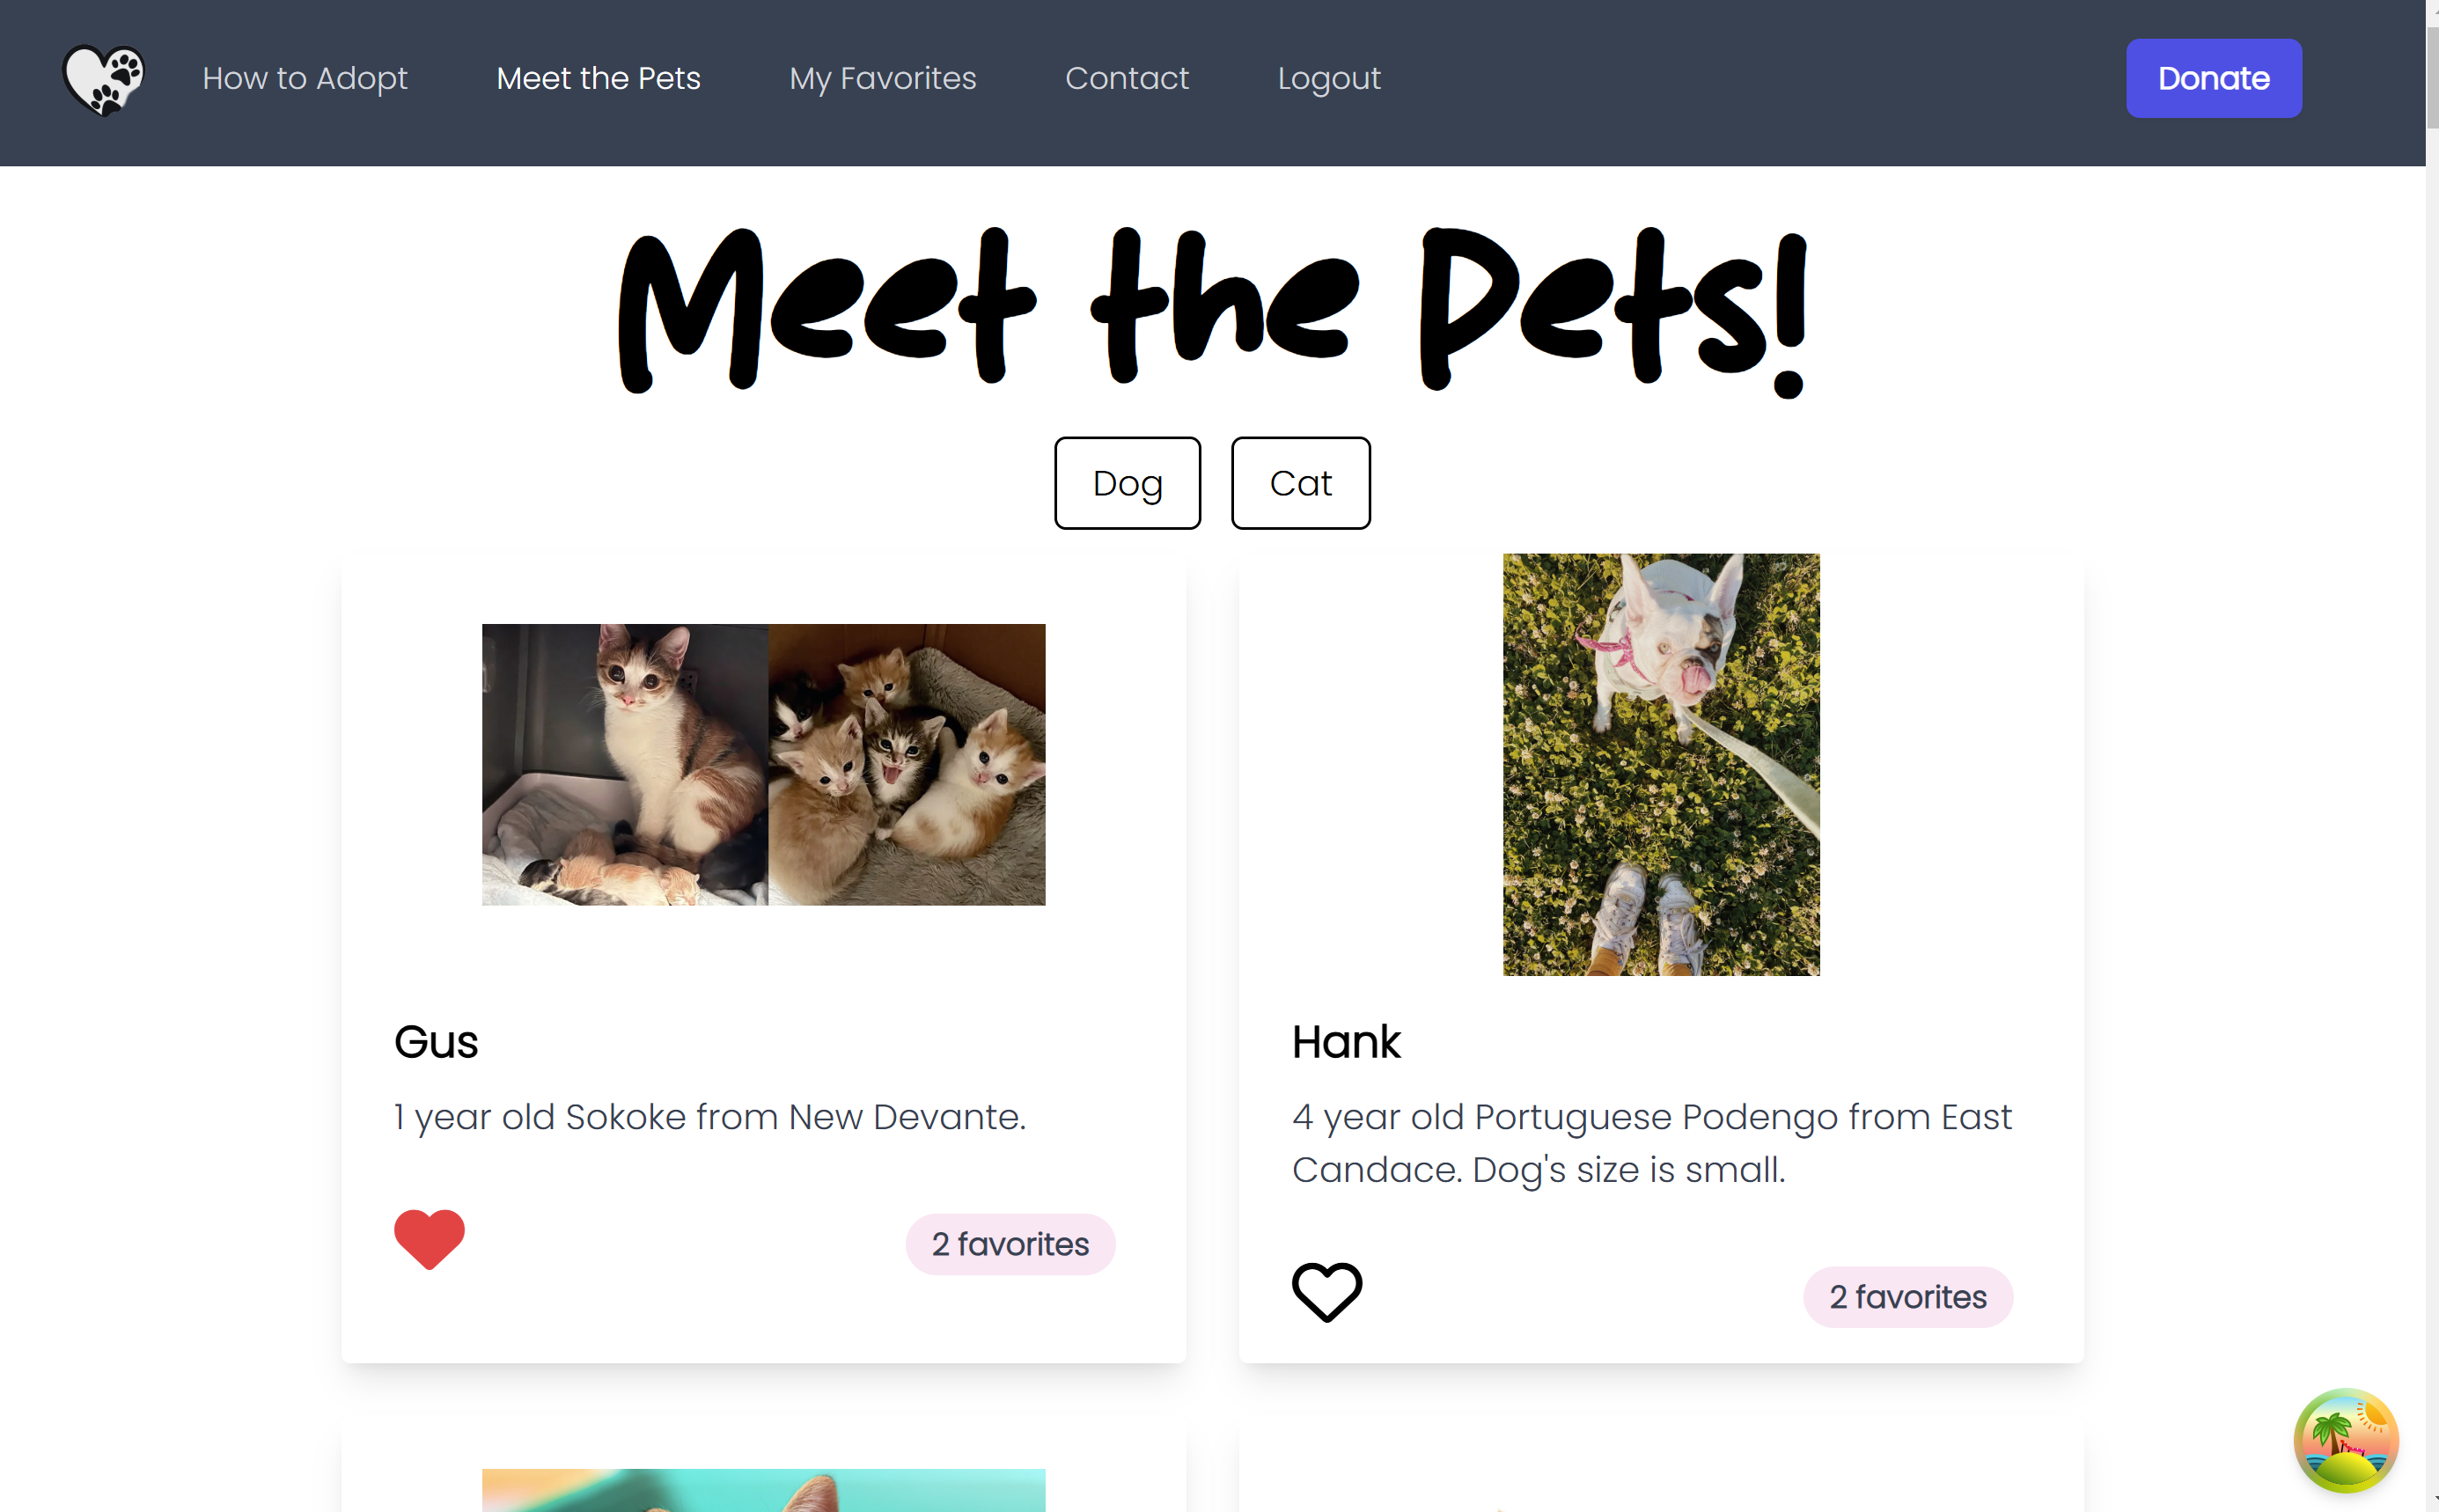 How to Adopt
Meet the Pets
My Favorites
Contact
Logout
Donate
Meet the Pets!
Dog
Cat
Gus
1 year old Sokoke from New Devante.
2 favorites
Hank
4 year old Portuguese Podengo from East
Candace. Dog's size is small.
2 favorites